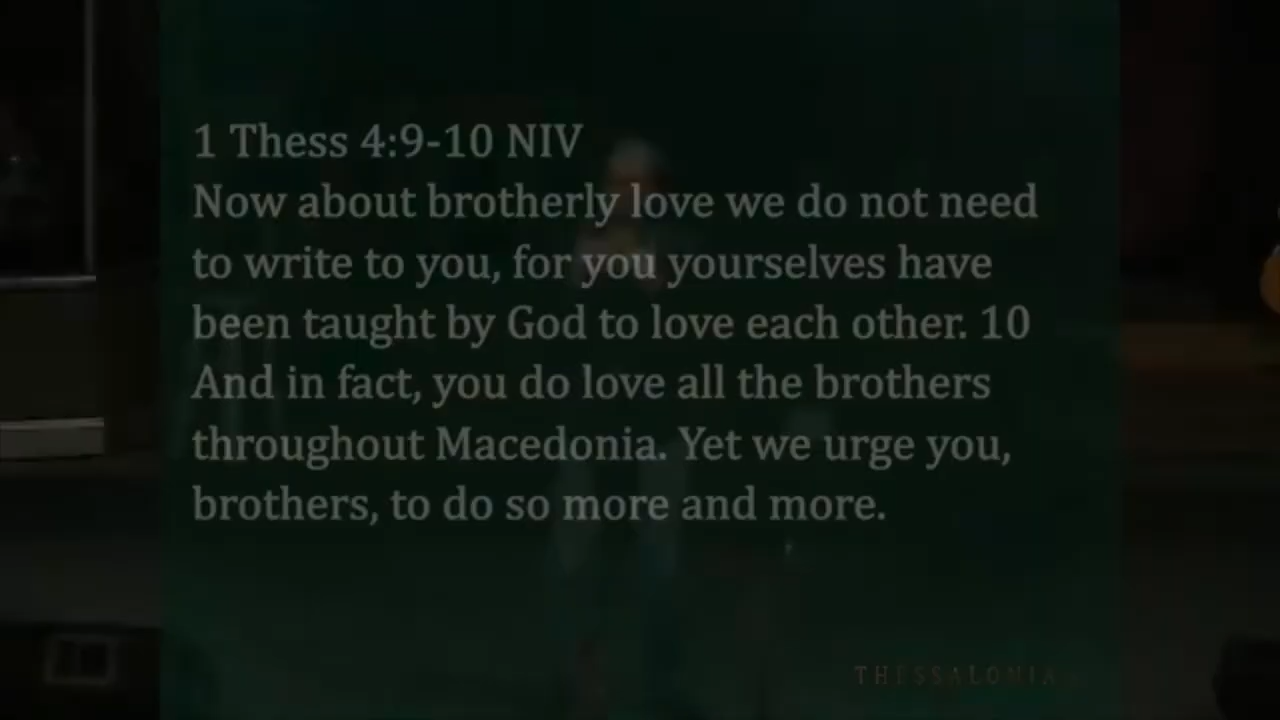 1 Thess 4:9-10 NIV
Now about brotherly love we do not need
to write to you, for you yourselves have
been taught by God to love each other. 10
And in fact, you do love all the brothers
throughout Macedonia. Yet we urge you,
brothers, to do so more and more.
THESSALONIA